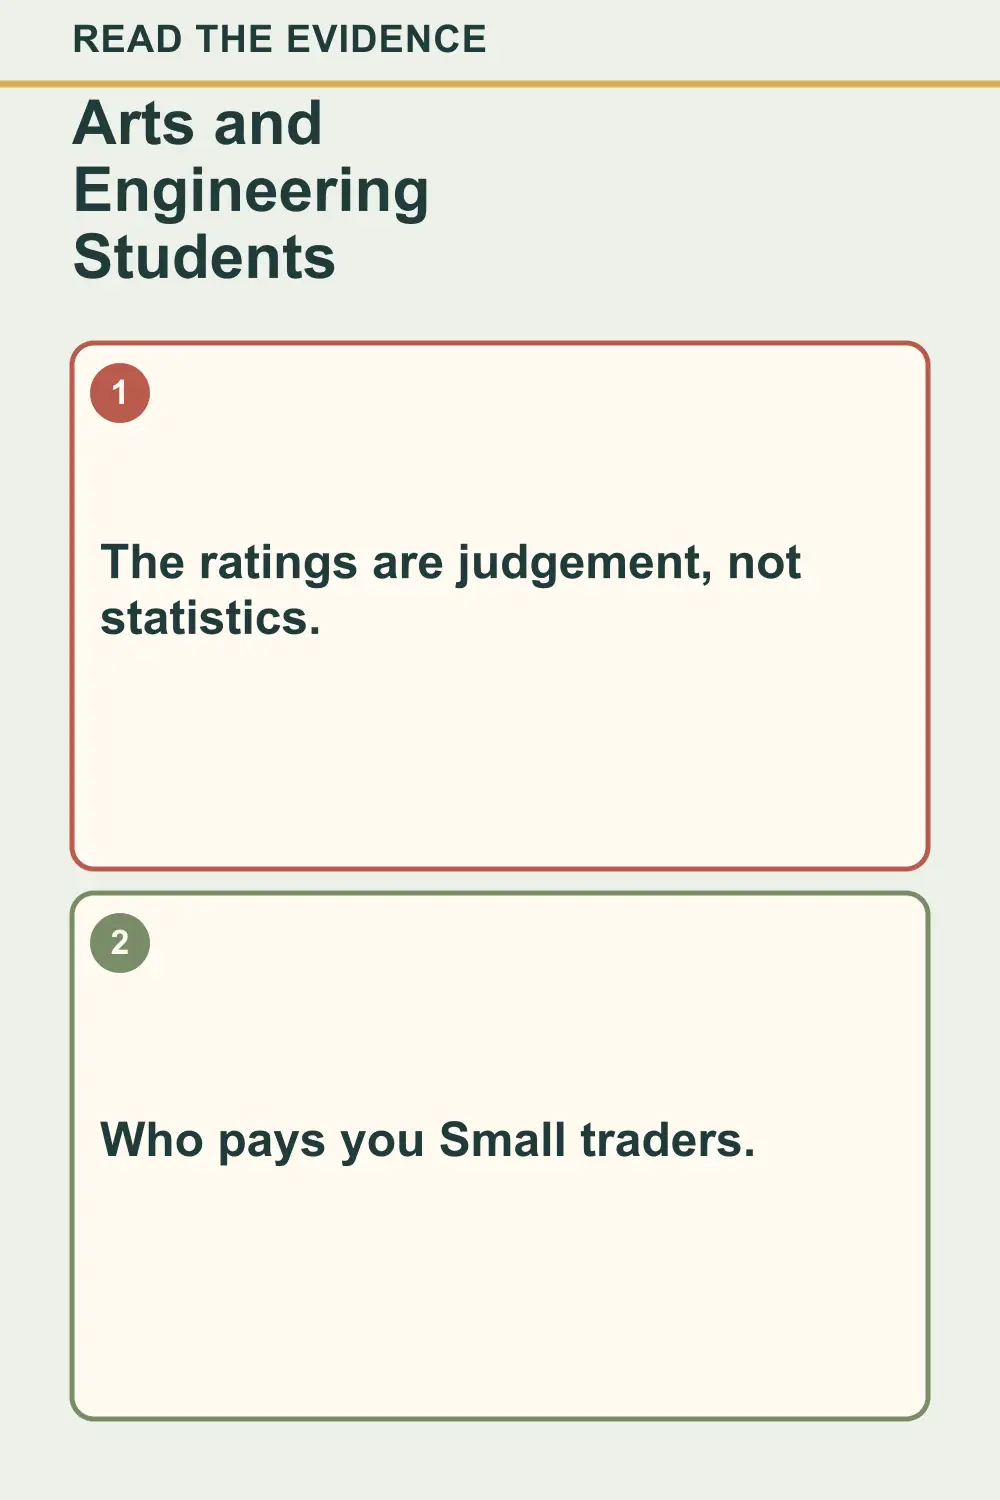 READ THE EVIDENCE
Arts and
Engineering
Students
1
The ratings are judgement, not
statistics.
2
Who pays you Small traders.